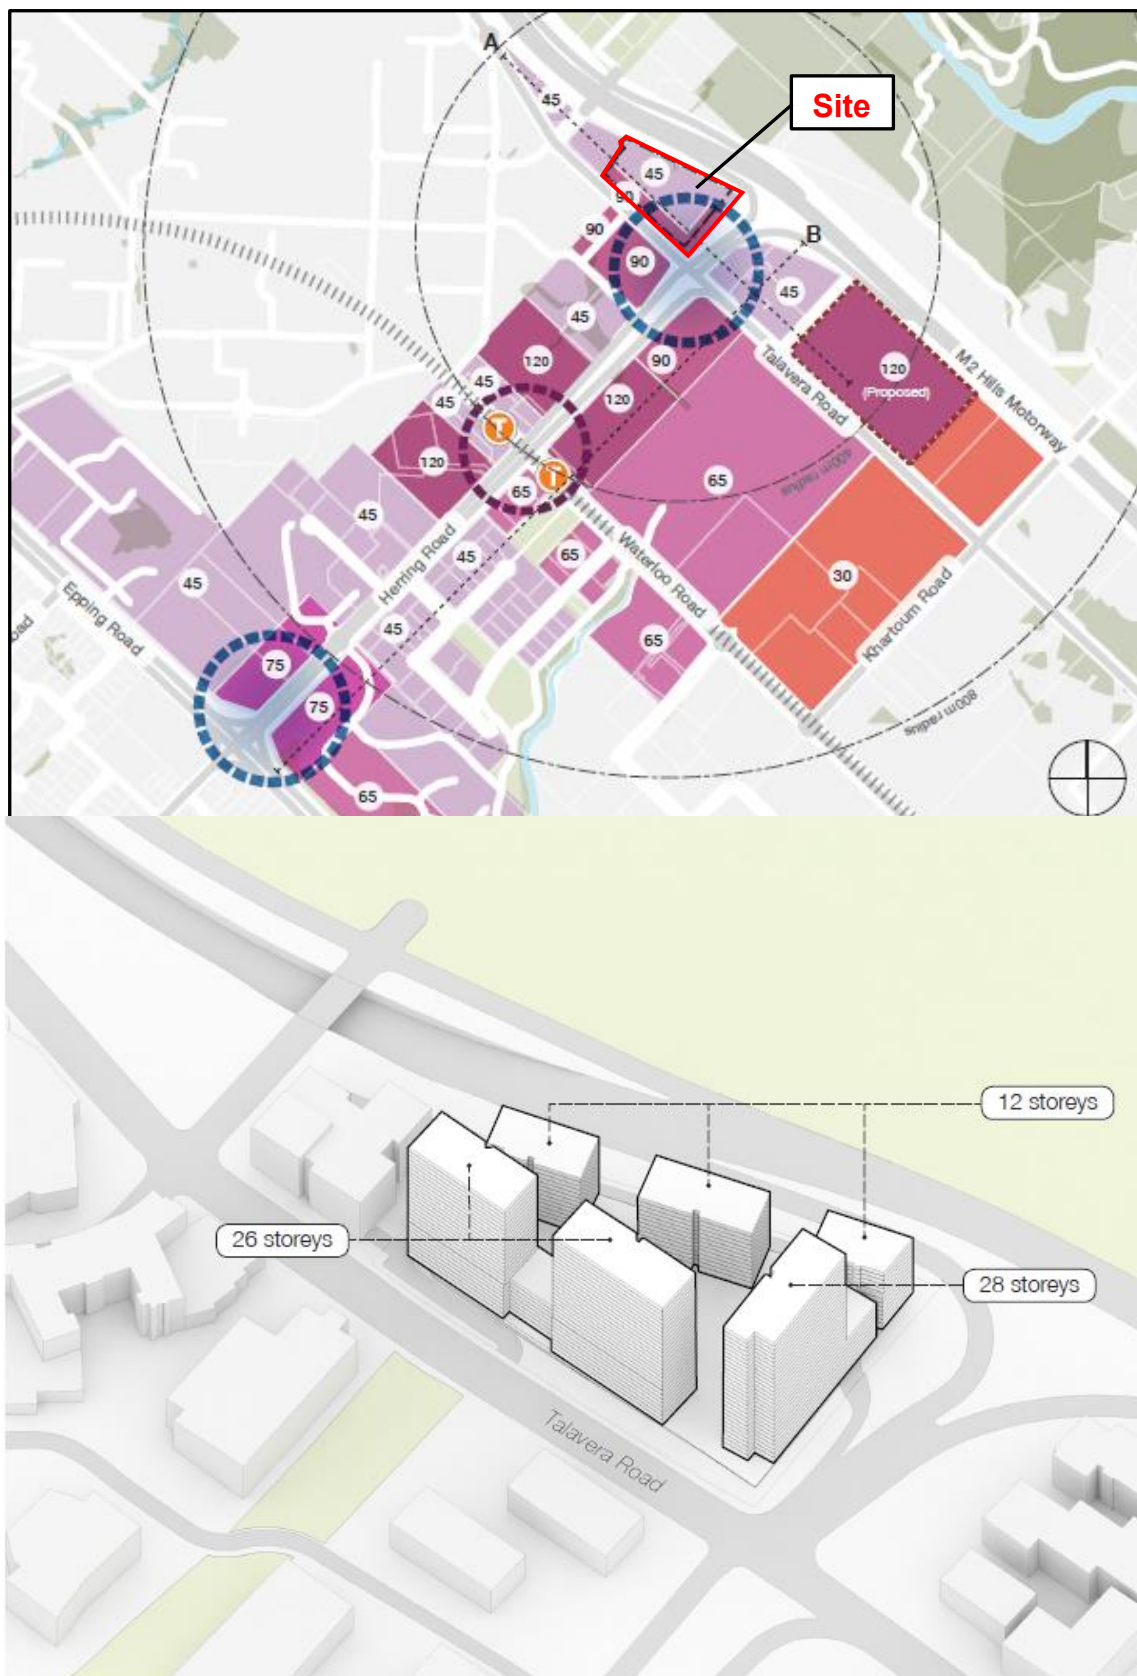 A
45
Site
45
90
B
90
90
45
45
90
Talavera Road
120
(Proposed)
M2 Hills Motorway
120
45
120
45
T
120
T
65
65
400m radius
45
Herring Road
45
65
Waterloo Road
30
45
Epping Road
oad
45
65
Khartoum Road
75
75
800m radius
65
12 storeys
26 storeys
28 storeys
Talavera Road